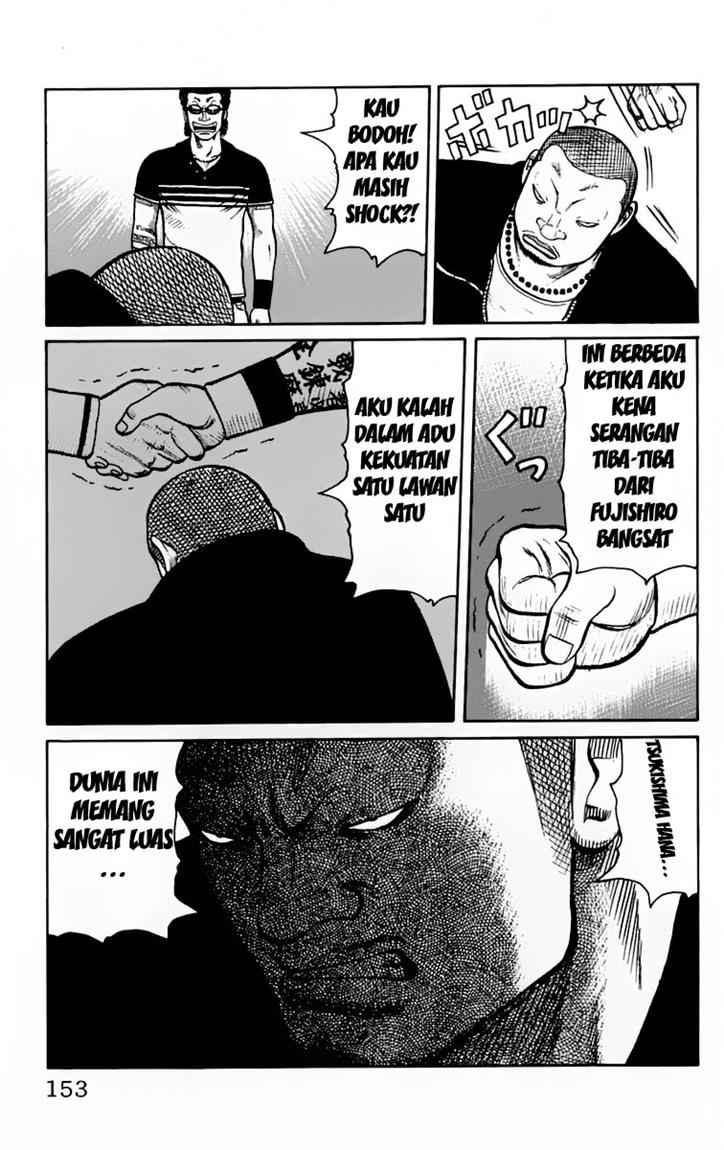 ボカッ
KAU
BODOH!
APA KAU
MASIH
SHOCK?!
INI BERBEDA
KETIKA AKU
KENA
SERANGAN
TIBA-TIBA
DARI
FUJISHIRO
BANGSAT
ぐっ
AKU KALAH
DALAM ADU
KEKUATAN
SATU LAWAN
SATU
TSUKISHIMA HANA...
DUNIA INI
MEMANG
SANGAT LUAS
...
153